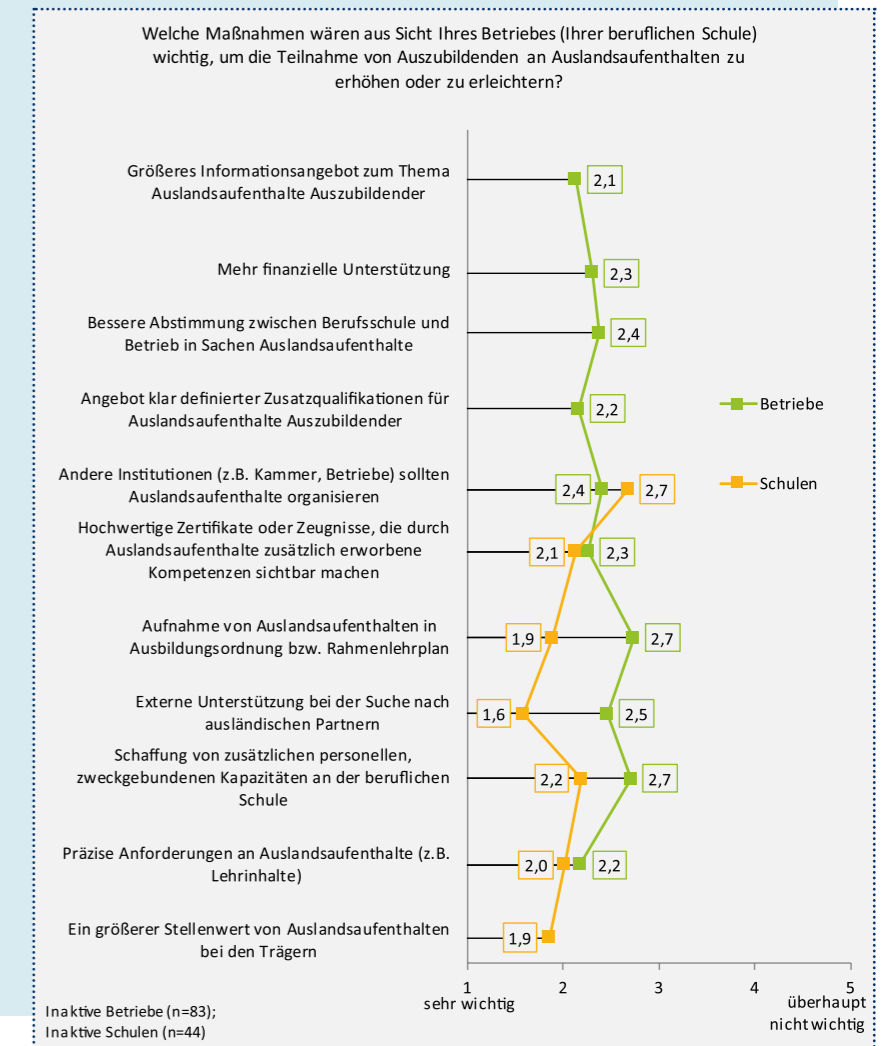 Welche Maßnahmen wären aus Sicht Ihres Betriebes (Ihrer beruflichen Schule)
wichtig, um die Teilnahme von Auszubildenden an Auslandsaufenthalten zu
erhöhen oder zu erleichtern?
Größeres Informationsangebot zum Thema
Auslandsaufenthalte Auszubildender
2,1
Mehr finanzielle Unterstützung
2,3
Bessere Abstimmung zwischen Berufsschule und
Betrieb in Sachen Auslandsaufenthalte
2,4
Angebot klar definierter Zusatzqualifikationen für
Auslandsaufenthalte Auszubildender
2,2
Betriebe
Andere Institutionen (z.B. Kammer, Betriebe) sollten
Auslandsaufenthalte organisieren
2,4
2,7
Schulen
Hochwertige Zertifikate oder Zeugnisse, die durch
Auslandsaufenthalte zusätzlich erworbene
Kompetenzen sichtbar machen
2,1
2,3
Aufnahme von Auslandsaufenthalten in
Ausbildungsordnung bzw. Rahmenlehrplan
1,9
2,7
Externe Unterstützung bei der Suche nach
ausländischen Partnern
1,6
2,5
Schaffung von zusätzlichen personellen,
zweckgebundenen Kapazitäten an der beruflichen
Schule
2,2
2,7
Präzise Anforderungen an Auslandsaufenthalte (z.B.
Lehrinhalte)
2,0
2,2
Ein größerer Stellenwert von Auslandsaufenthalten
bei den Trägern
1,9
1 2 3 4 5
sehr wichtig
überhaupt
nicht wichtig
Inaktive Betriebe (n=83);
Inaktive Schulen (n=44)